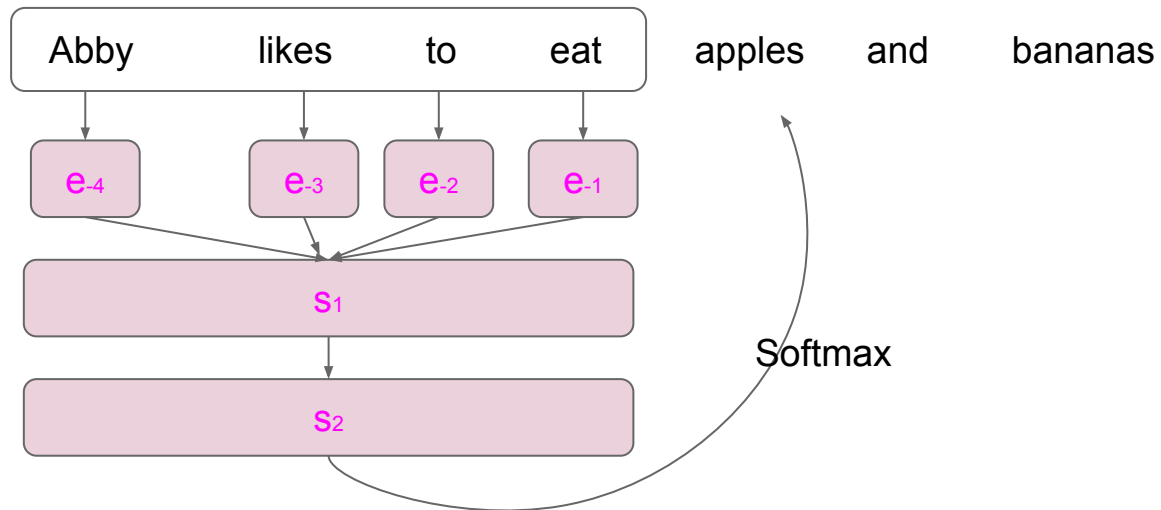 Abby likes to eat apples and bananas
e-4 e-3 e-2 e-1
s1
Softmax
s2